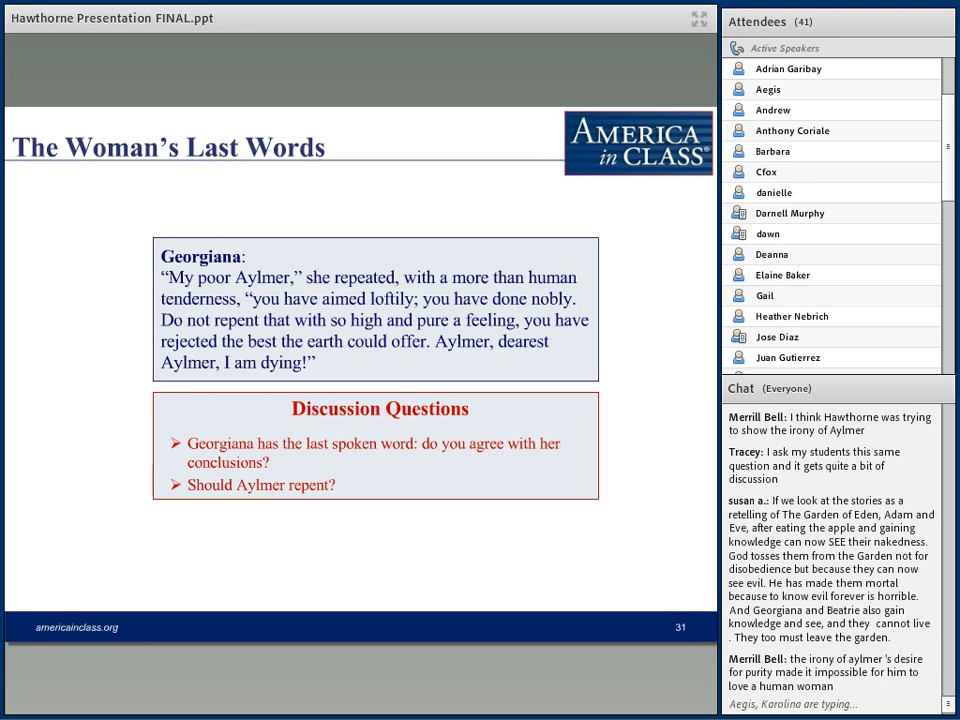 Hawthorne Presentation FINAL.ppt
The Woman's Last Words
AMERICA
in CLASS®
Georgiana:
“My poor Aylmer,” she repeated, with a more than human
tenderness, “you have aimed loftily; you have done nobly.
Do not repent that with so high and pure a feeling, you have
rejected the best the earth could offer. Aylmer, dearest
Aylmer, I am dying!”
Discussion Questions
Georgiana has the last spoken word: do you agree with her
conclusions?
Should Aylmer repent?
americainclass.org
31
Attendees (41)
Active Speakers
Adrian Garibay
Aegis
Andrew
Anthony Coriale
Barbara
Cfox
danielle
Darnell Murphy
dawn
Deanna
Elaine Baker
Gail
Heather Nebrich
Jose Diaz
Juan Gutierrez
Chat (Everyone)
Merrill Bell: I think Hawthorne was trying
to show the irony of Aylmer
Tracey: I ask my students this same
question and it gets quite a bit of
discussion
susan a.: If we look at the stories as a
retelling of The Garden of Eden, Adam and
Eve, after eating the apple and gaining
knowledge can now SEE their nakedness.
God tosses them from the Garden not for
disobedience but because they can now
see evil. He has made them mortal
because to know evil forever is horrible.
And Georgiana and Beatrie also gain
knowledge and see, and they cannot live
. They too must leave the garden.
Merrill Bell: the irony of aylmer 's desire
for purity made it impossible for him to
love a human woman
Aegis, Karolina are typing...